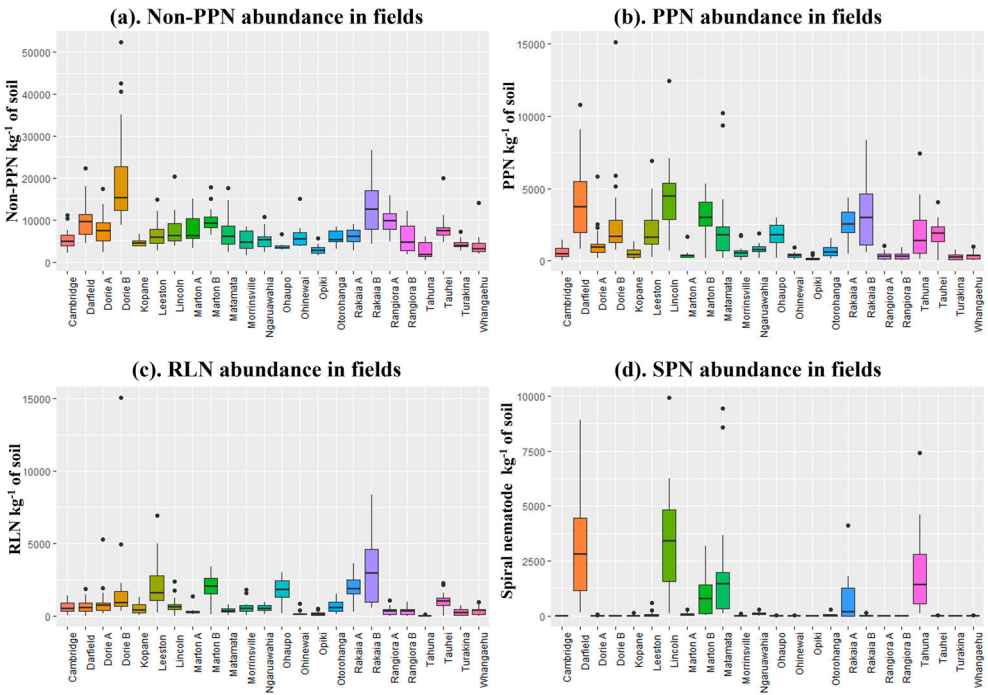 (a). Non-PPN abundance in fields
Non-PPN kg-1 of soil
50000
40000
30000
20000
10000
0
Cambridge
Darfield
Dorie A
Dorie B
Kopane
Leeston
Lincoln
Marton A
Marton B
Matamata
Morrinsville
Ngaruawahia
Ohaupo
Ohinewai
Opiki
Otorohanga
Rakaia A
Rakaia B
Rangiora A
Rangiora B
Tahuna
Tauhei
Turakina
Whangaehu
(b). PPN abundance in fields
PPN kg-1 of soil
15000
10000
5000
0
Cambridge
Darfield
Dorie A
Dorie B
Kopane
Leeston
Lincoln
Marton A
Marton B
Matamata
Morrinsville
Ngaruawahia
Ohaupo
Ohinewai
Opiki
Otorohanga
Rakaia A
Rakaia B
Rangiora A
Rangiora B
Tahuna
Tauhei
Turakina
Whangaehu
(c). RLN abundance in fields
RLN kg-1 of soil
15000
10000
5000
0
Cambridge
Darfield
Dorie A
Dorie B
Kopane
Leeston
Lincoln
Marton A
Marton B
Matamata
Morrinsville
Ngaruawahia
Ohaupo
Ohinewai
Opiki
Otorohanga
Rakaia A
Rakaia B
Rangiora A
Rangiora B
Tahuna
Tauhei
Turakina
Whangaehu
(d). SPN abundance in fields
Spiral nematode kg-1 of soil
10000
7500
5000
2500
0
Cambridge
Darfield
Dorie A
Dorie B
Kopane
Leeston
Lincoln
Marton A
Marton B
Matamata
Morrinsville
Ngaruawahia
Ohaupo
Ohinewai
Opiki
Otorohanga
Rakaia A
Rakaia B
Rangiora A
Rangiora B
Tahuna
Tauhei
Turakina
Whangaehu